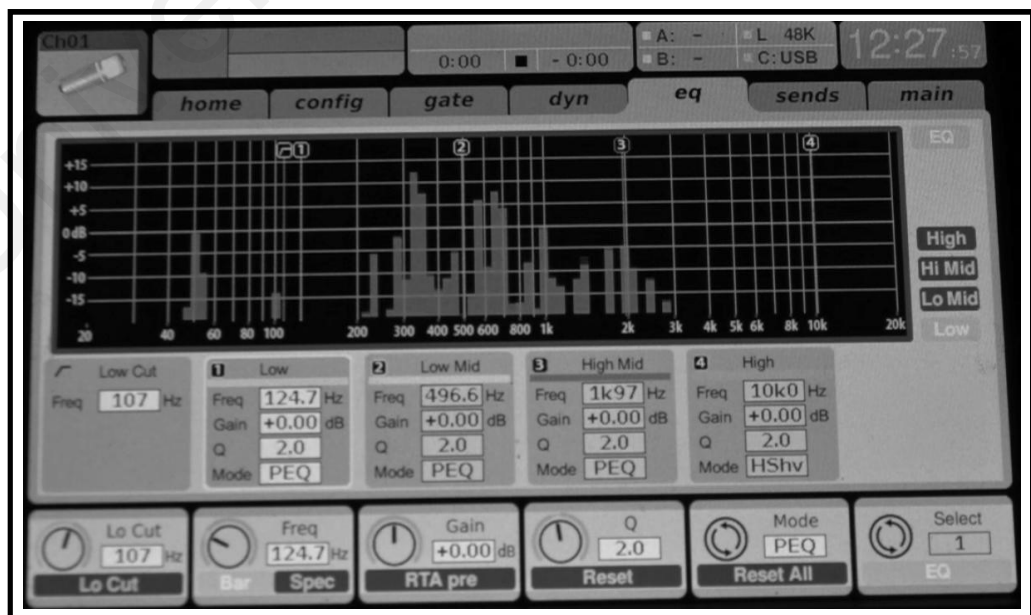 Ch01
A: - L 48K
0:00 - 0:00 B: - C: USB
12:27:57
home config gate dyn eq sends main
1 2 3 4 EQ
+15
+10
+5
0dB
-5
-10
-15
High
Hi Mid
Lo Mid
Low
20 40 60 80 100 200 300 400 500 600 800 1k 2k 3k 4k 5k 6k 8k 10k 20k
Low Cut 1 Low 2 Low Mid 3 High Mid 4 High
Freq 107 Hz Freq 124.7 Hz Freq 496.6 Hz Freq 1k97 Hz Freq 10k0 Hz
Gain +0.00 dB Gain +0.00 dB Gain +0.00 dB Gain +0.00 dB
Q 2.0 Q 2.0 Q 2.0 Q 2.0
Mode PEQ Mode PEQ Mode PEQ Mode HShv
Lo Cut Freq Gain Q Mode Select
107 Hz 124.7 Hz +0.00 dB 2.0 PEQ 1
Lo Cut Bar Spec RTA pre Reset Reset All EQ